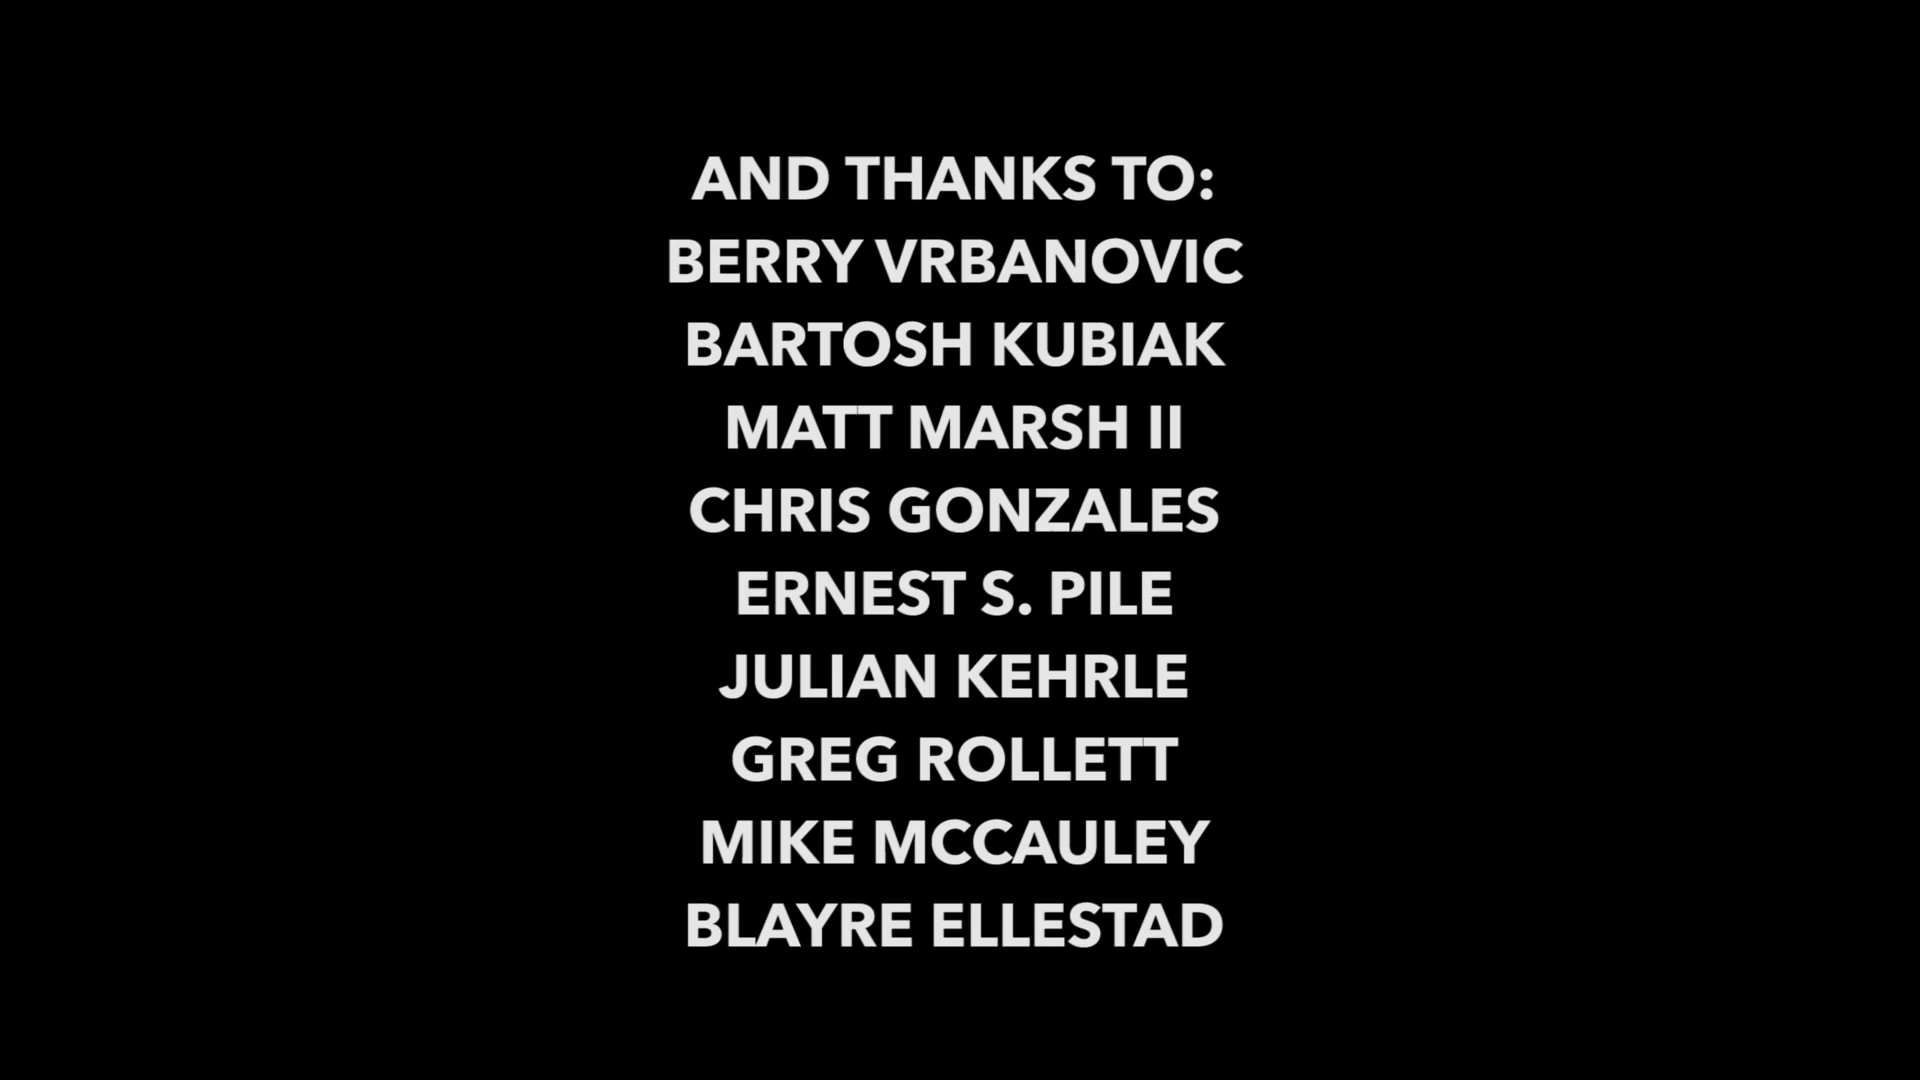 AND THANKS TO:
BERRY VRBANOVIC
BARTOSH KUBIAK
MATT MARSH II
CHRIS GONZALES
ERNEST S. PILE
JULIAN KEHRLE
GREG ROLLETT
MIKE MCCAULEY
BLAYRE ELLESTAD